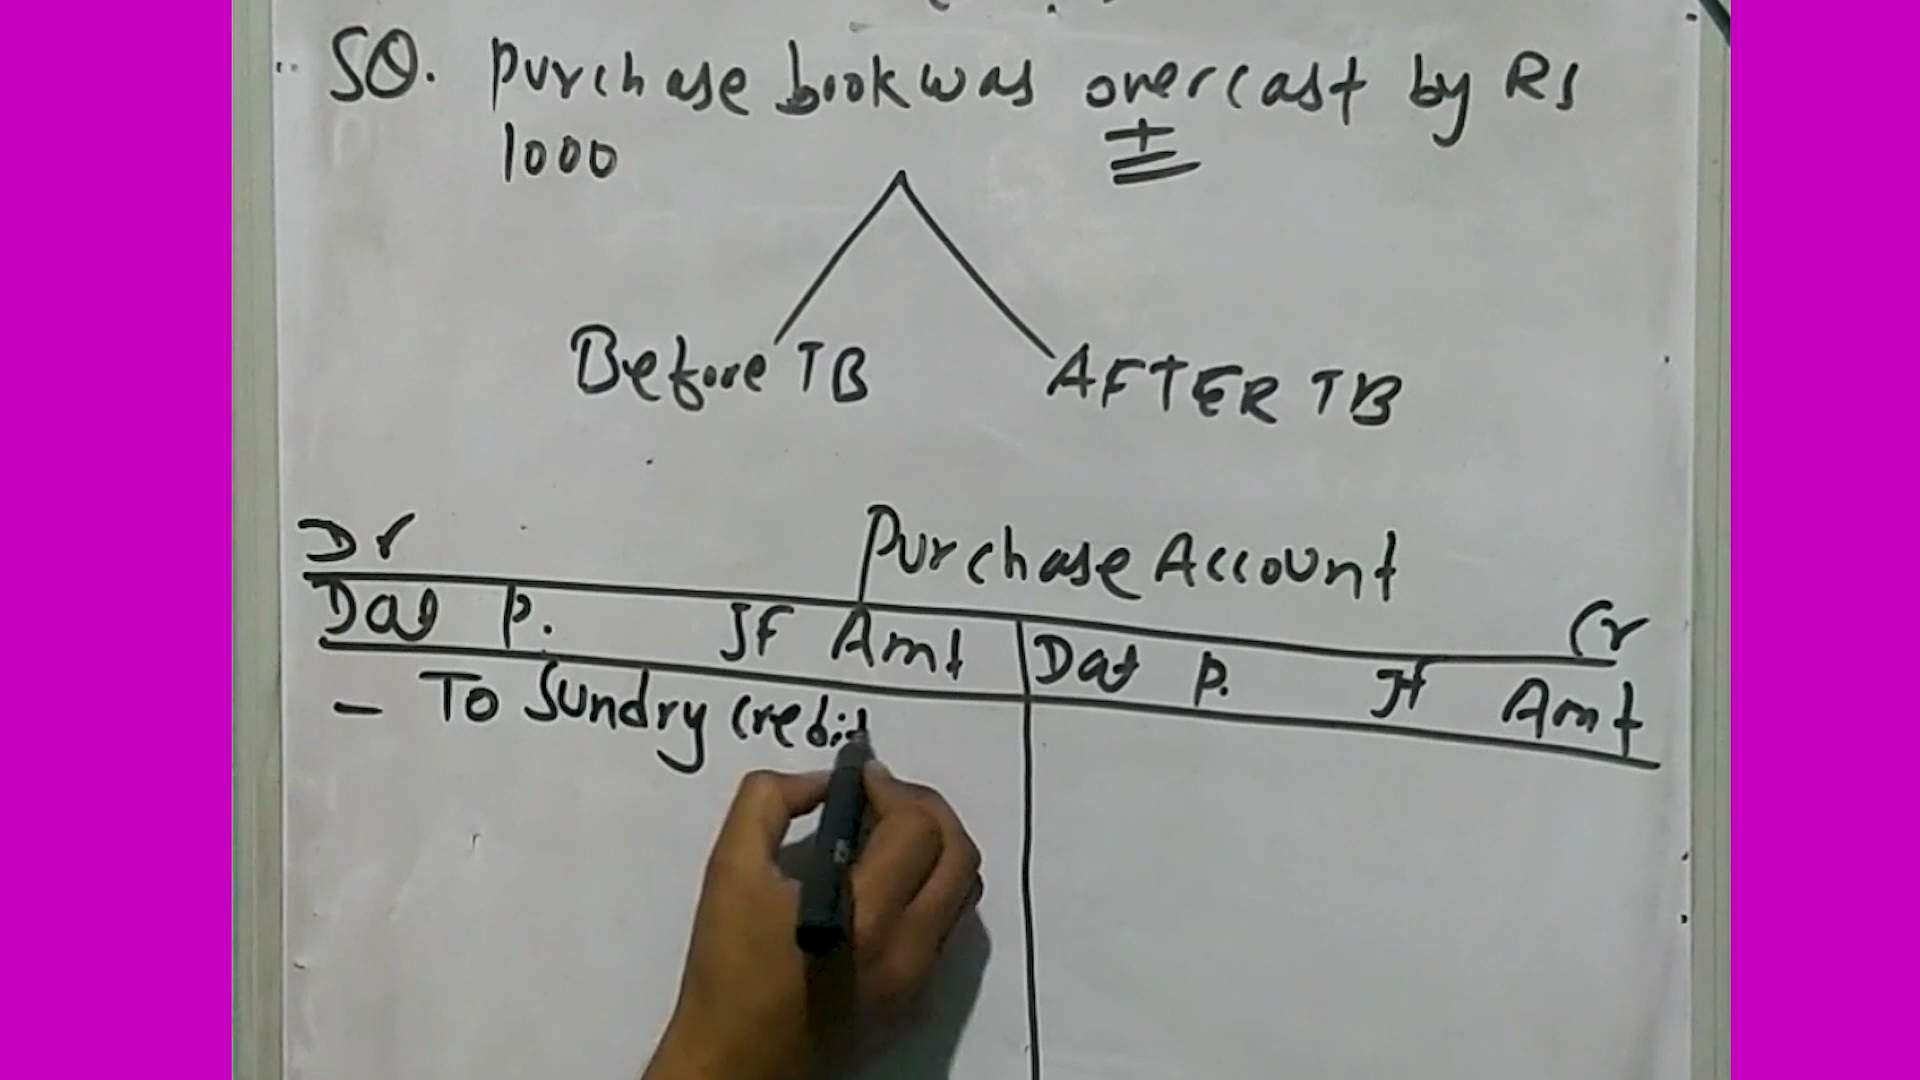 SQ. Purchase book was overcast by Rs
1000
+
Before TB AFTER TB
Dr Purchase Account Cr
Dat P. Jf Amt Dat P. Jf Amt
- To Sundry credit